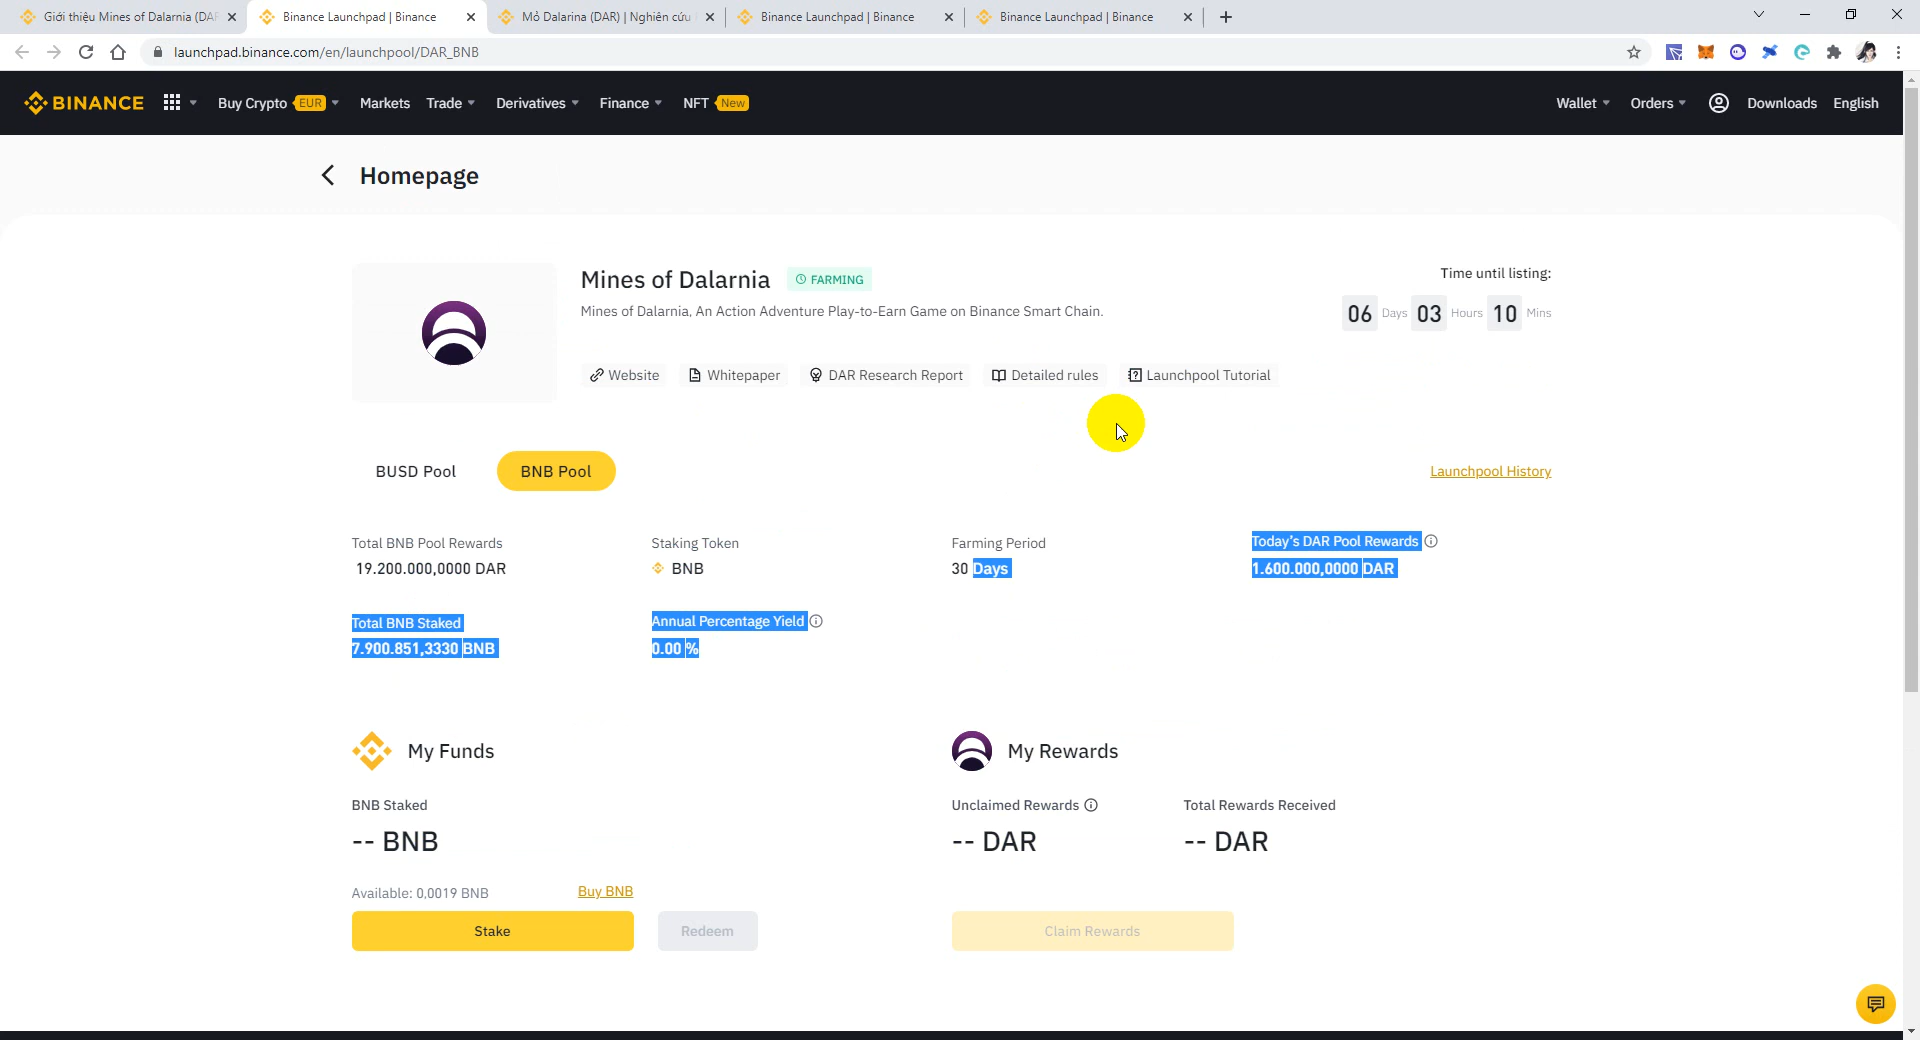 Giới thiệu Mines of Dalarnia (DAR
Binance Launchpad | Binance
Mỏ Dalarina (DAR) | Nghiên cứu
Binance Launchpad | Binance
Binance Launchpad | Binance
launchpad.binance.com/en/launchpool/DAR_BNB
BINANCE
Buy Crypto EUR
Markets
Trade
Derivatives
Finance
NFT New
Wallet
Orders
Downloads
English
Homepage
Mines of Dalarnia
FARMING
Mines of Dalarnia, An Action Adventure Play-to-Earn Game on Binance Smart Chain.
Time until listing:
06 Days 03 Hours 10 Mins
Website
Whitepaper
DAR Research Report
Detailed rules
Launchpool Tutorial
BUSD Pool
BNB Pool
Launchpool History
Total BNB Pool Rewards
19.200.000,0000 DAR
Staking Token
BNB
Farming Period
30 Days
Today's DAR Pool Rewards
1.600.000,0000 DAR
Total BNB Staked
7.900.851,3330 BNB
Annual Percentage Yield
0.00 %
My Funds
BNB Staked
-- BNB
Available: 0,0019 BNB
Buy BNB
Stake
Redeem
My Rewards
Unclaimed Rewards
-- DAR
Total Rewards Received
-- DAR
Claim Rewards